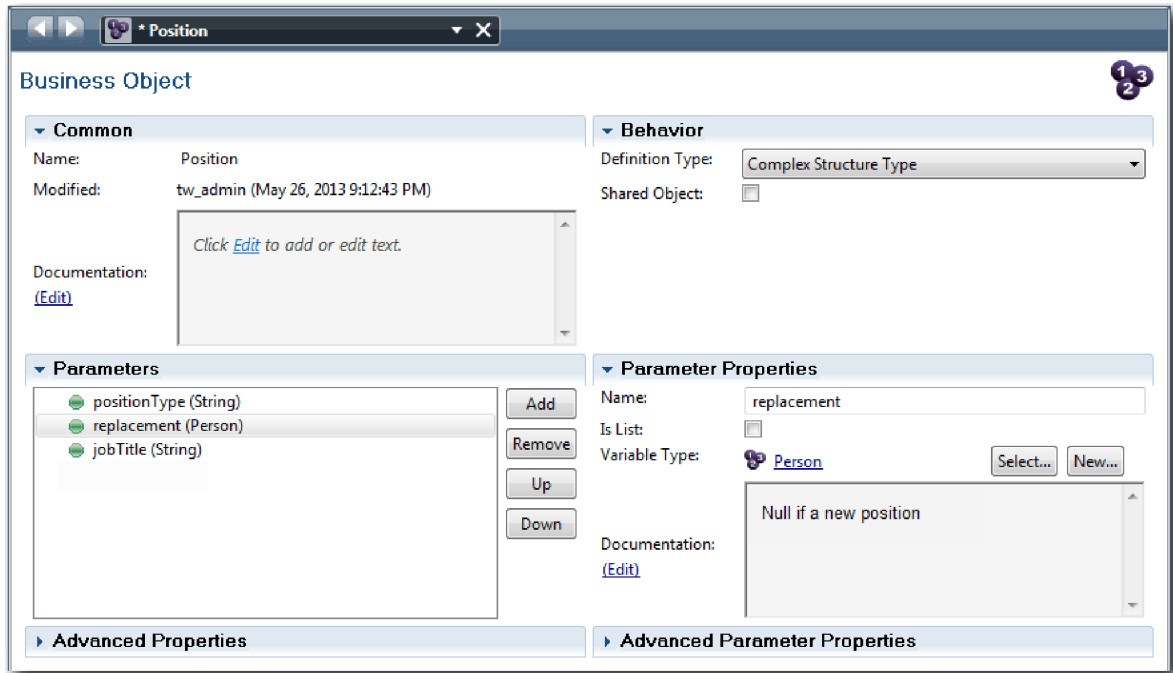 * Position
Business Object
1 2 3
Common
Name: Position
Modified: tw_admin (May 26, 2013 9:12:43 PM)
Click Edit to add or edit text.
Documentation:
(Edit)
Behavior
Definition Type: Complex Structure Type
Shared Object:
Parameters
positionType (String)
replacement (Person)
jobTitle (String)
Add
Remove
Up
Down
Parameter Properties
Name: replacement
Is List:
Variable Type: Person Select... New...
Null if a new position
Documentation:
(Edit)
Advanced Properties
Advanced Parameter Properties